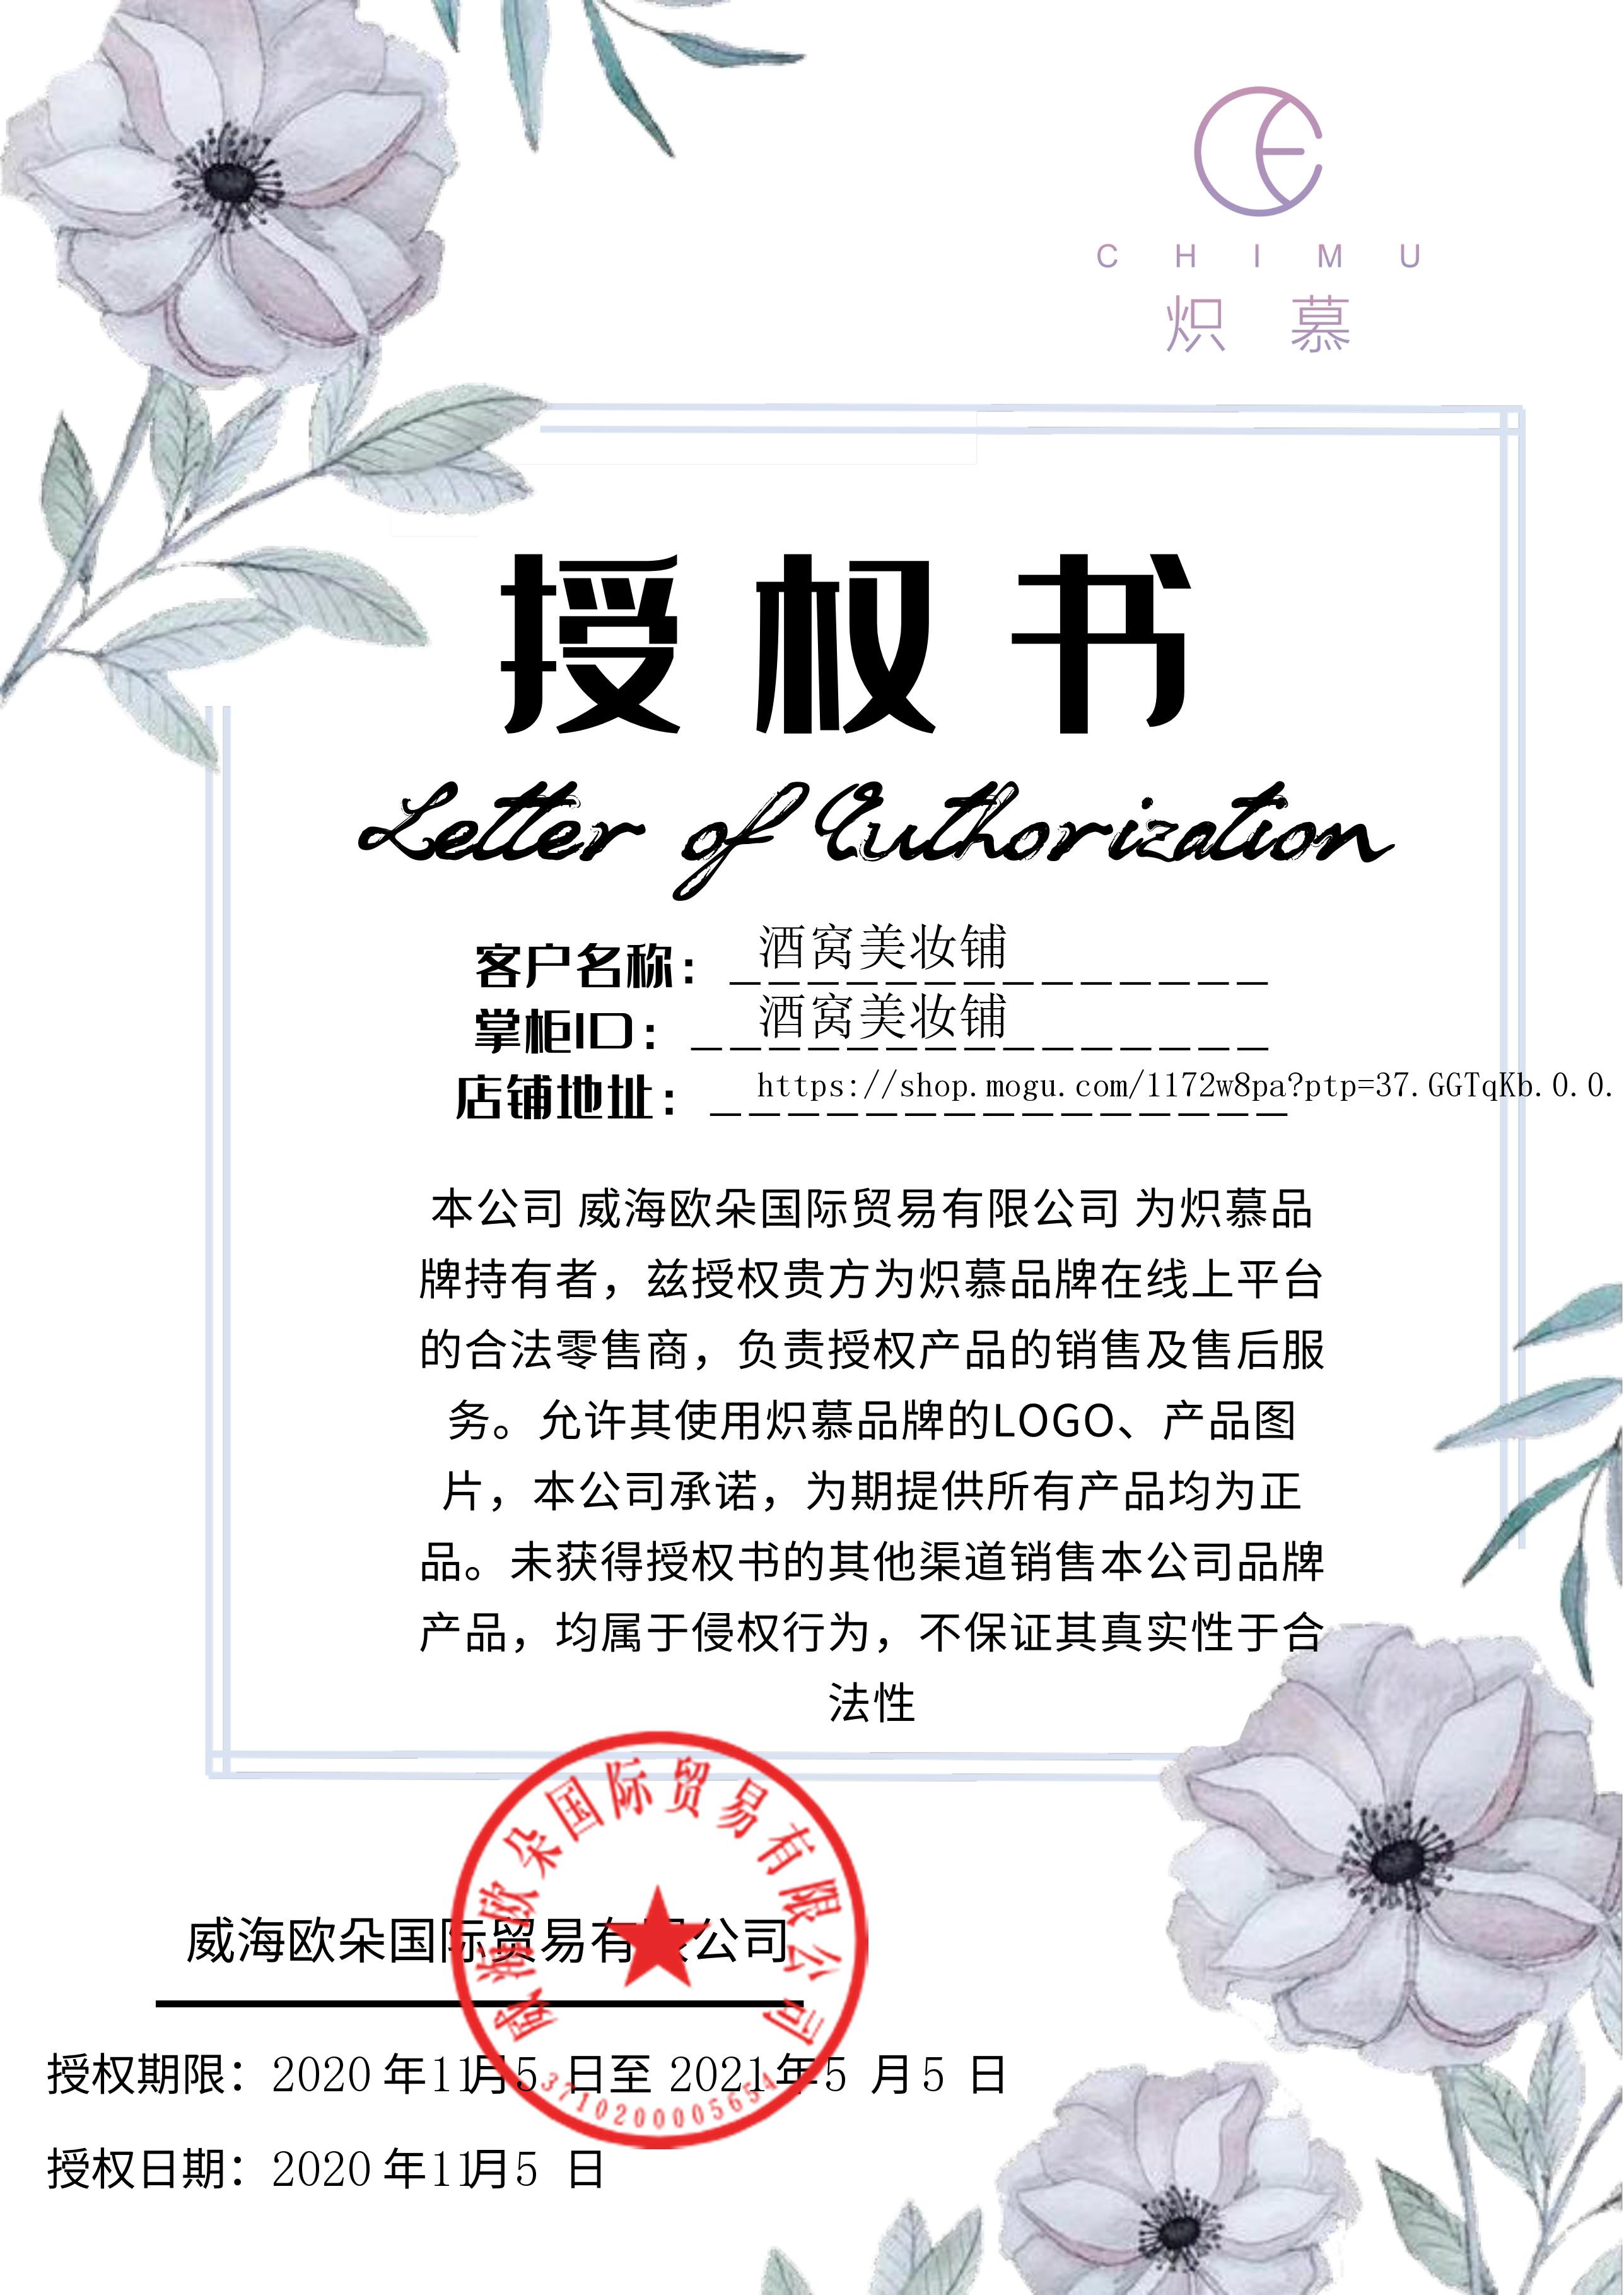 CHIMU
炽慕
授权书
Letter of Authorization
客户名称：酒窝美妆铺
掌柜ID：酒窝美妆铺
店铺地址：https://shop.mogu.com/1172w8pa?ptp=37.GGTqKb.0.0.
本公司 威海欧朵国际贸易有限公司 为炽慕品
牌持有者，兹授权贵方为炽慕品牌在线上平台
的合法零售商，负责授权产品的销售及售后服
务。允许其使用炽慕品牌的LOGO、产品图
片，本公司承诺，为期提供所有产品均为正
品。未获得授权书的其他渠道销售本公司品牌
产品，均属于侵权行为，不保证其真实性于合
法性
威海欧朵国际贸易有限公司
威海欧朵国际贸易有限公司
3710200005654
授权期限：2020年11月5 日至 2021年5 月5 日
授权日期：2020年11月5 日